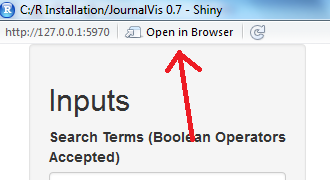 C:/R Installation/JournalVis 0.7 - Shiny
http://127.0.0.1:5970 Open in Browser
Inputs
Search Terms (Boolean Operators
Accepted)